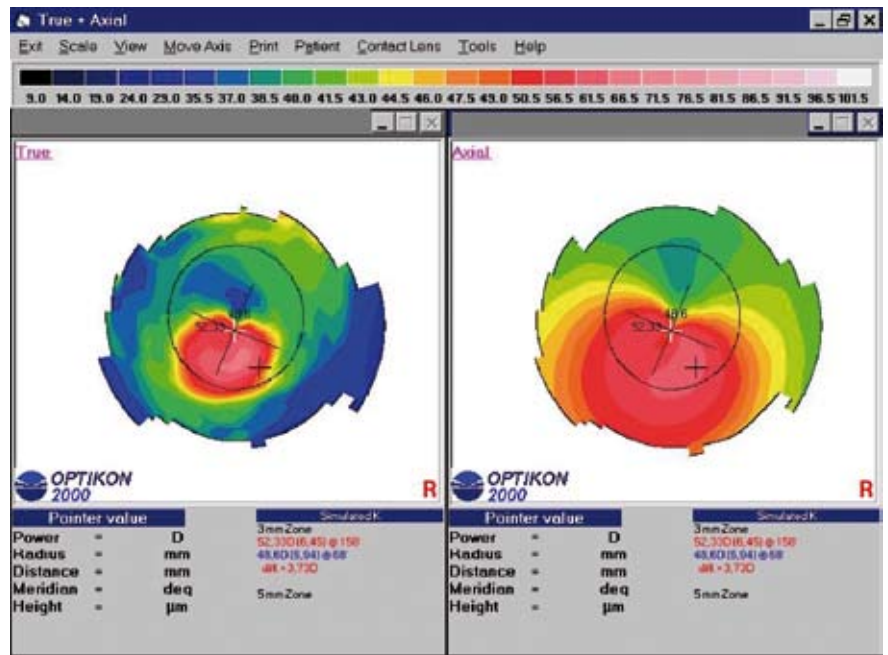 True + Axial
Exit Scale View Move Axis Print Patient Contact Lens Tools Help
9.0 14.0 19.0 24.0 29.0 35.5 37.0 38.5 40.0 41.5 43.0 44.5 46.0 47.5 49.0 50.5 56.5 61.5 66.5 71.5 76.5 81.5 86.5 91.5 96.5 101.5
True
48.6
52,33
OPTIKON
2000
R
Pointer value
Power = D
Radius = mm
Distance = mm
Meridian = deg
Height = µm
Simulated K
3mm Zone
52,33D(6,45) @ 158
48,6D(6,94) @ 68
diff. = 3,73D
5mm Zone
Axial
48.6
52,33
OPTIKON
2000
R
Pointer value
Power = D
Radius = mm
Distance = mm
Meridian = deg
Height = µm
Simulated K
3mm Zone
52,33D(6,45) @ 158
48,6D(6,94) @ 68
diff. = 3,73D
5mm Zone